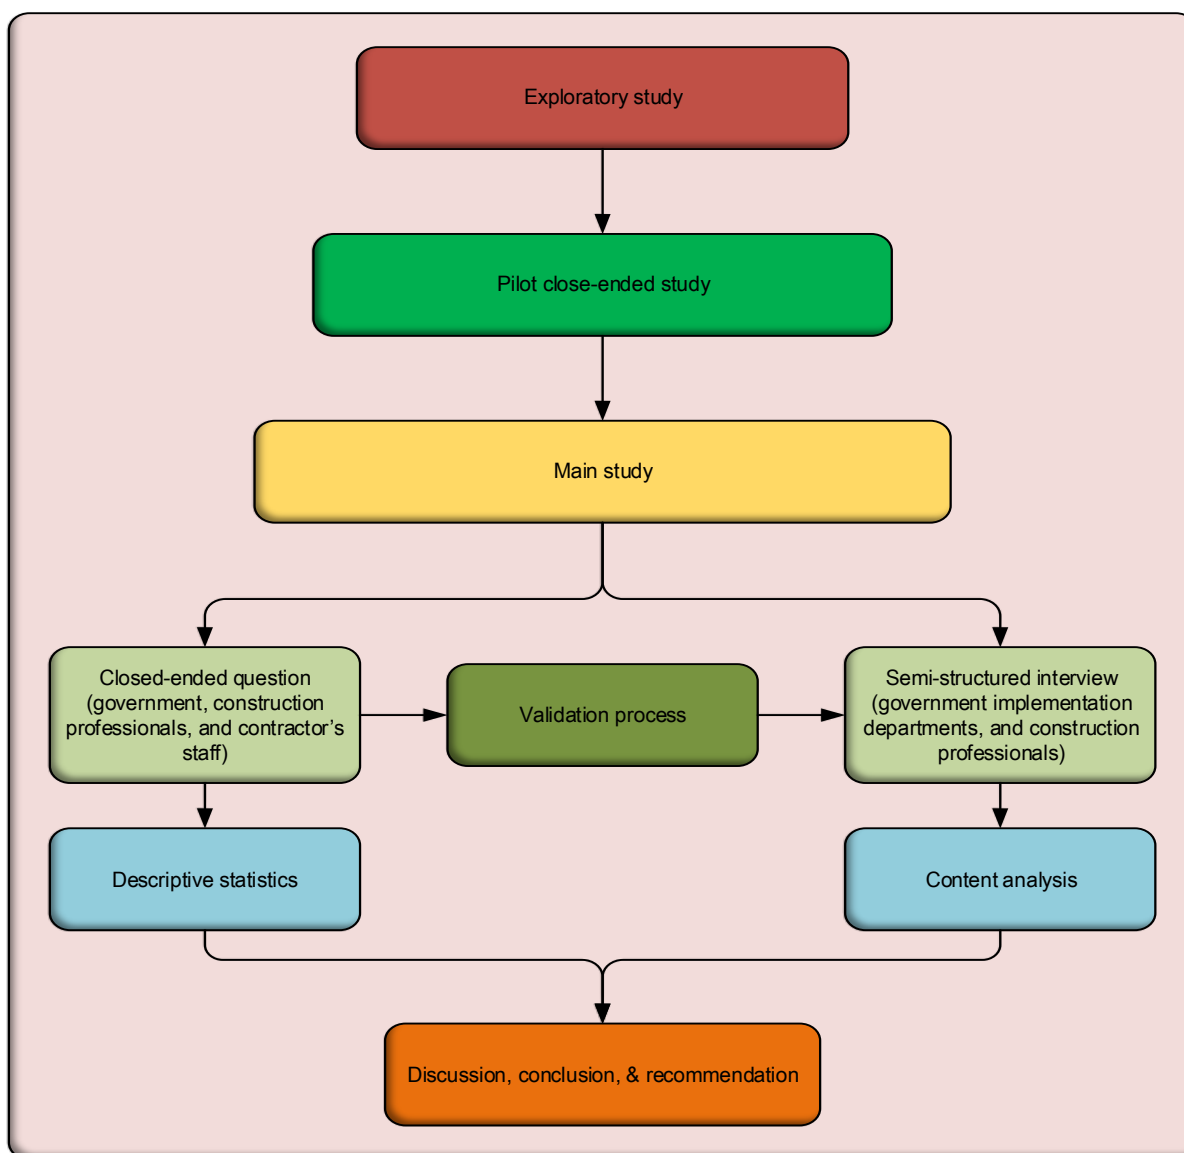 Exploratory study
Pilot close-ended study
Main study
Closed-ended question
(government, construction
professionals, and contractor's
staff)
Validation process
Semi-structured interview
(government implementation
departments, and construction
professionals)
Descriptive statistics
Content analysis
Discussion, conclusion, & recommendation